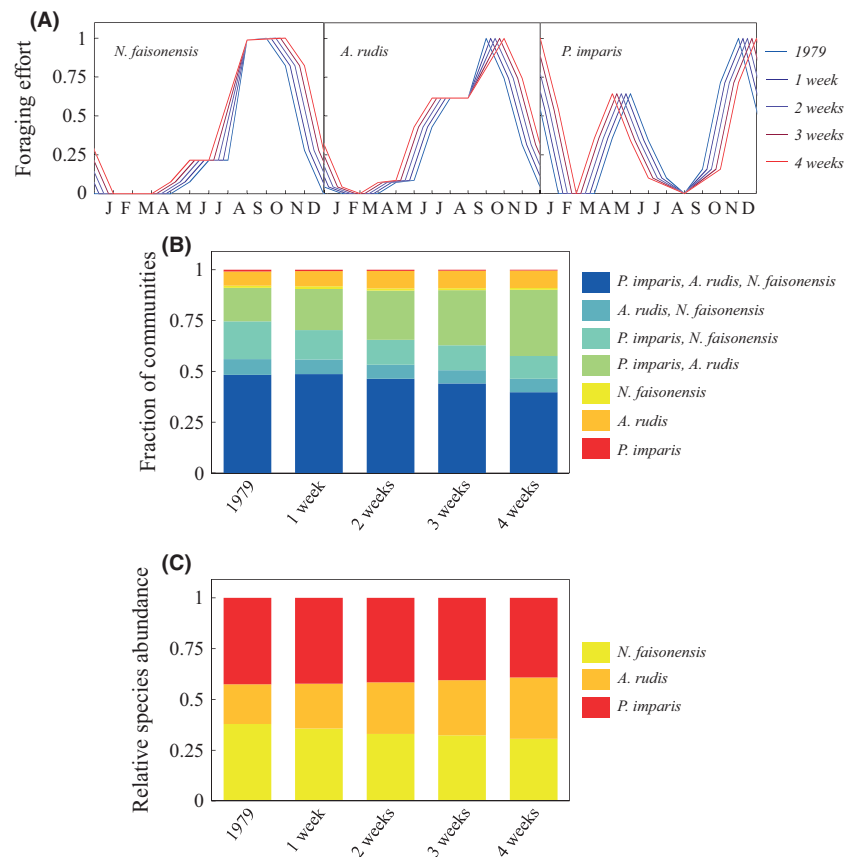 (A)
Foraging effort
1
0.75
0.5
0.25
0
N. faisonensis
A. rudis
P. imparis
J F M A M J J A S O N D J F M A M J J A S O N D J F M A M J J A S O N D
1979
1 week
2 weeks
3 weeks
4 weeks
(B)
Fraction of communities
1
0.75
0.5
0.25
0
1979
1 week
2 weeks
3 weeks
4 weeks
P. imparis, A. rudis, N. faisonensis
A. rudis, N. faisonensis
P. imparis, N. faisonensis
P. imparis, A. rudis
N. faisonensis
A. rudis
P. imparis
(C)
Relative species abundance
1
0.75
0.5
0.25
0
1979
1 week
2 weeks
3 weeks
4 weeks
N. faisonensis
A. rudis
P. imparis